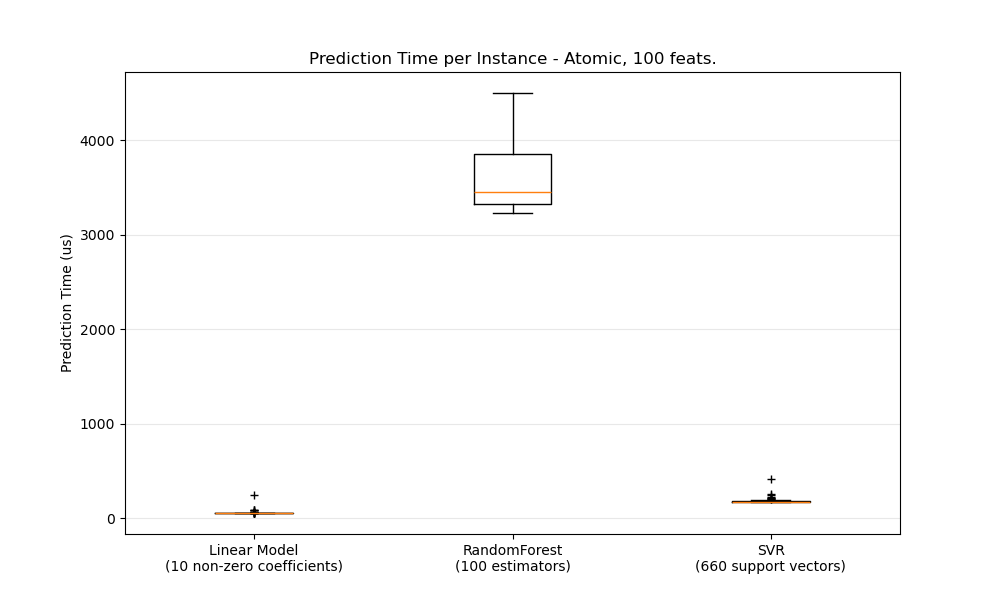 Prediction Time per Instance - Atomic, 100 feats.
Prediction Time (us)
4000
3000
2000
1000
0
Linear Model
(10 non-zero coefficients)
RandomForest
(100 estimators)
SVR
(660 support vectors)